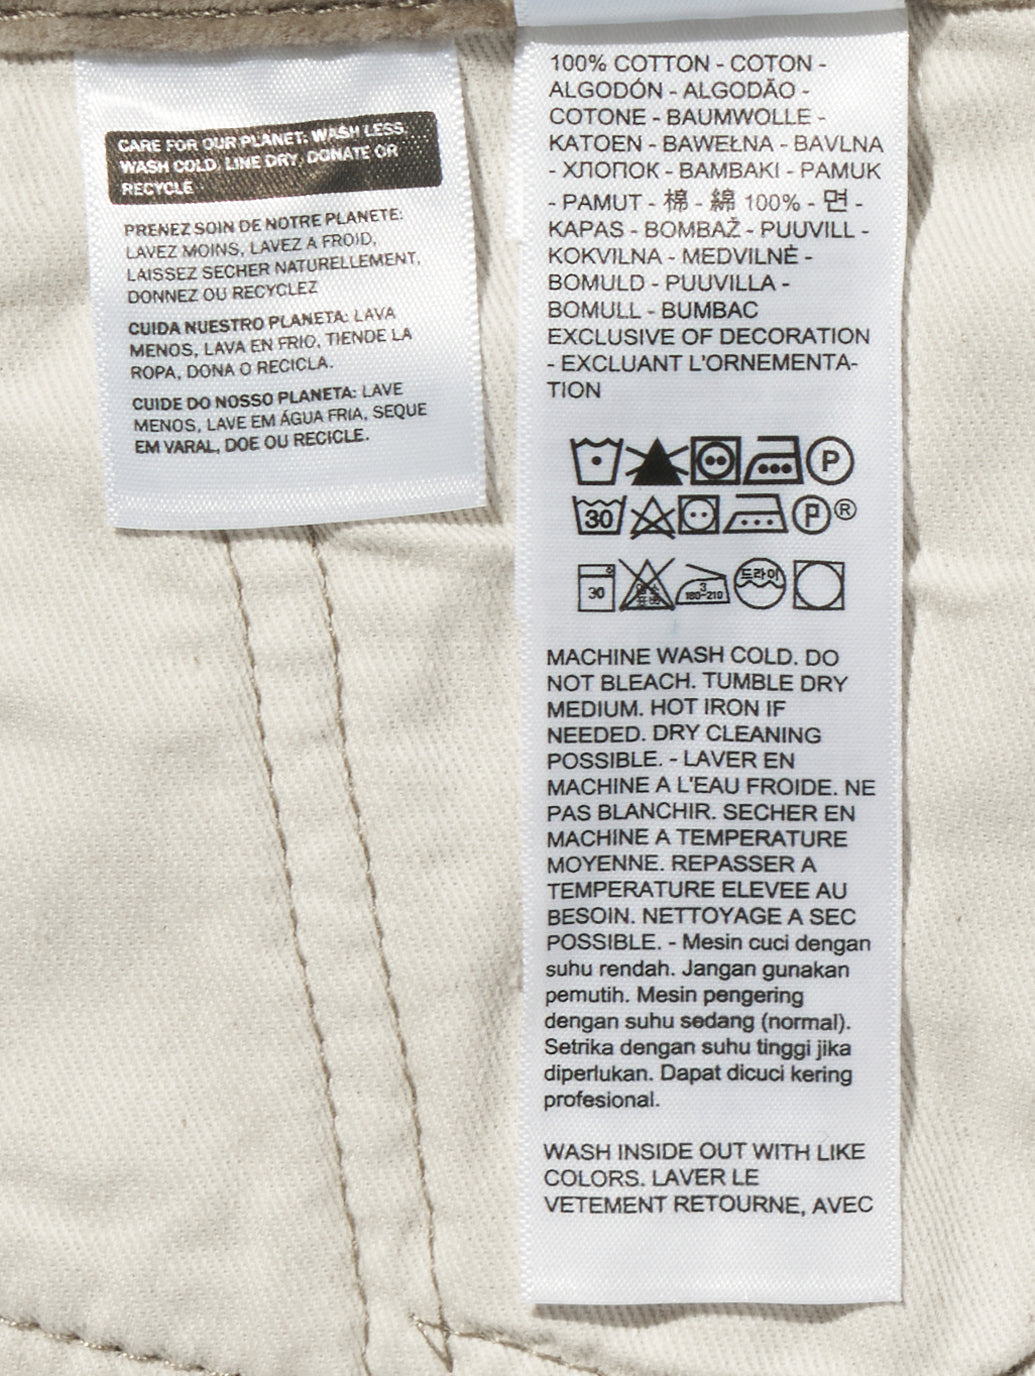 CARE FOR OUR PLANET: WASH LESS,
WASH COLD, LINE DRY, DONATE OR
RECYCLE
PRENEZ SOIN DE NOTRE PLANETE:
LAVEZ MOINS, LAVEZ A FROID,
LAISSEZ SECHER NATURELLEMENT,
DONNEZ OU RECYCLEZ
CUIDA NUESTRO PLANETA: LAVA
MENOS, LAVA EN FRIO, TIENDE LA
ROPA, DONA O RECICLA.
CUIDE DO NOSSO PLANETA: LAVE
MENOS, LAVE EM ÁGUA FRIA, SEQUE
EM VARAL, DOE OU RECICLE.
100% COTTON - COTON -
ALGODÓN - ALGODÃO -
COTONE - BAUMWOLLE -
KATOEN - BAWEŁNA - BAVLNA
- ХЛОПОК - BAMBAKI - PAMUK
- PAMUT - 棉 - 綿 100% - 면 -
KAPAS - BOMBAŽ - PUUVILL -
KOKVILNA - MEDVILNĖ -
BOMULD - PUUVILLA -
BOMULL - BUMBAC
EXCLUSIVE OF DECORATION
- EXCLUANT L'ORNEMENTA-
TION
P
30 P ®
30 3 180-210 드라이
MACHINE WASH COLD. DO
NOT BLEACH. TUMBLE DRY
MEDIUM. HOT IRON IF
NEEDED. DRY CLEANING
POSSIBLE. - LAVER EN
MACHINE A L'EAU FROIDE. NE
PAS BLANCHIR. SECHER EN
MACHINE A TEMPERATURE
MOYENNE. REPASSER A
TEMPERATURE ELEVEE AU
BESOIN. NETTOYAGE A SEC
POSSIBLE. - Mesin cuci dengan
suhu rendah. Jangan gunakan
pemutih. Mesin pengering
dengan suhu sedang (normal).
Setrika dengan suhu tinggi jika
diperlukan. Dapat dicuci kering
profesional.
WASH INSIDE OUT WITH LIKE
COLORS. LAVER LE
VETEMENT RETOURNE, AVEC